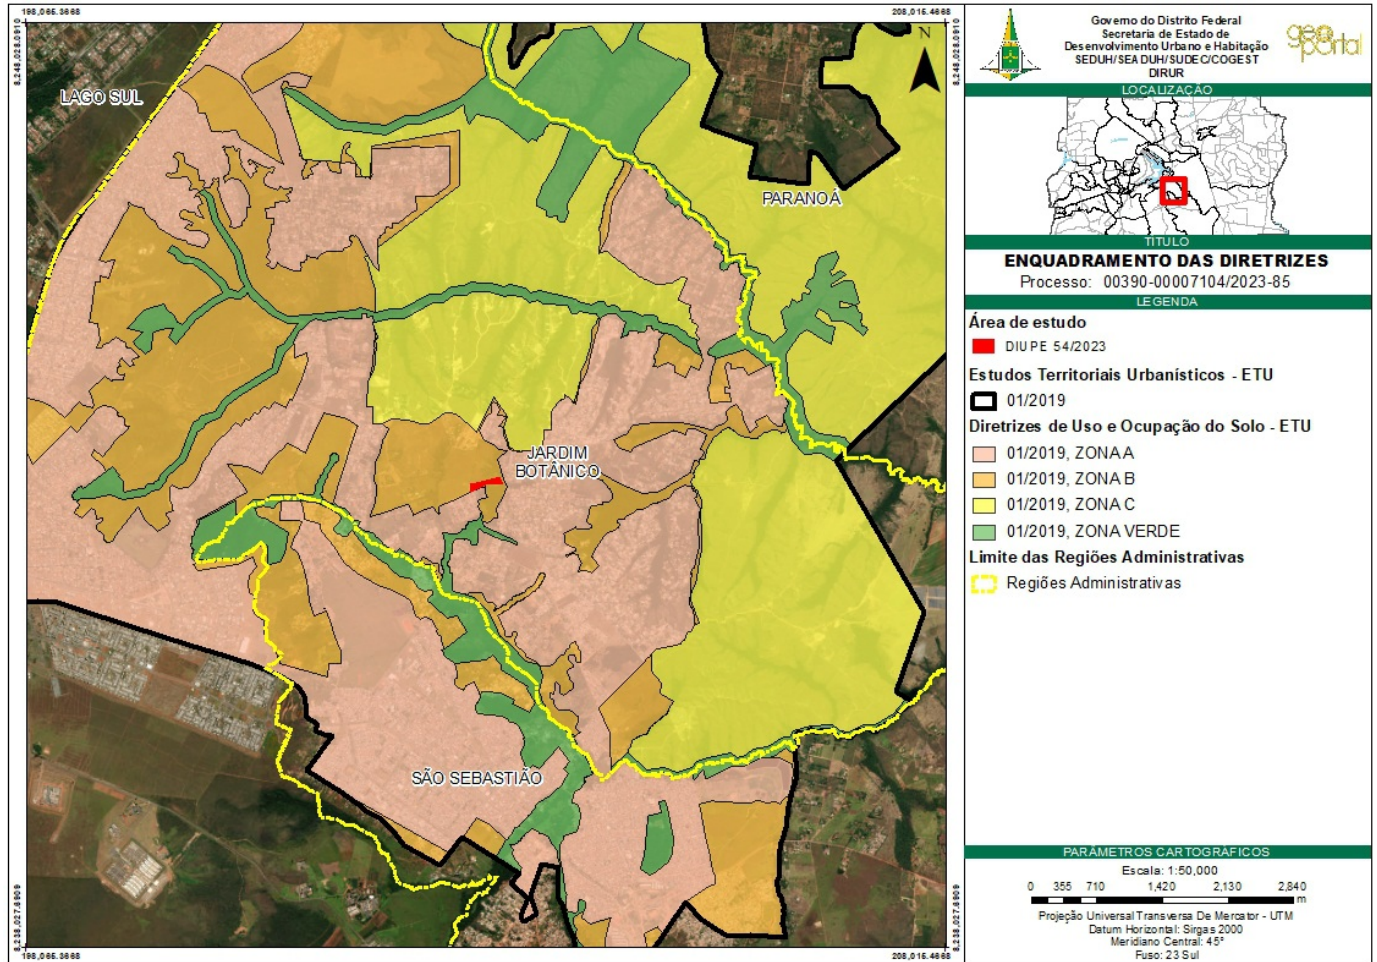 198,065.3668
208,015.4668
8,248,028.0910
8,248,028.0910
N
LAGO SUL
PARANOÁ
JARDIM
BOTÂNICO
SÃO SEBASTIÃO
8,238,027.8909
8,238,027.8909
198,065.3668
208,015.4668
Governo do Distrito Federal
Secretaria de Estado de
Desenvolvimento Urbano e Habitação
SEDUH/SEADUH/SUDEC/COGEST
DIRUR
geo
portal
LOCALIZAÇÃO
TITULO
ENQUADRAMENTO DAS DIRETRIZES
Processo: 00390-00007104/2023-85
LEGENDA
Área de estudo
DIUPE 54/2023
Estudos Territoriais Urbanísticos - ETU
01/2019
Diretrizes de Uso e Ocupação do Solo - ETU
01/2019, ZONA A
01/2019, ZONA B
01/2019, ZONA C
01/2019, ZONA VERDE
Limite das Regiões Administrativas
Regiões Administrativas
PARÂMETROS CARTOGRÁFICOS
Escala: 1:50,000
0 355 710 1,420 2,130 2,840
m
Projeção Universal Transversa De Mercator - UTM
Datum Horizontal: Sirgas 2000
Meridiano Central: 45°
Fuso: 23 Sul